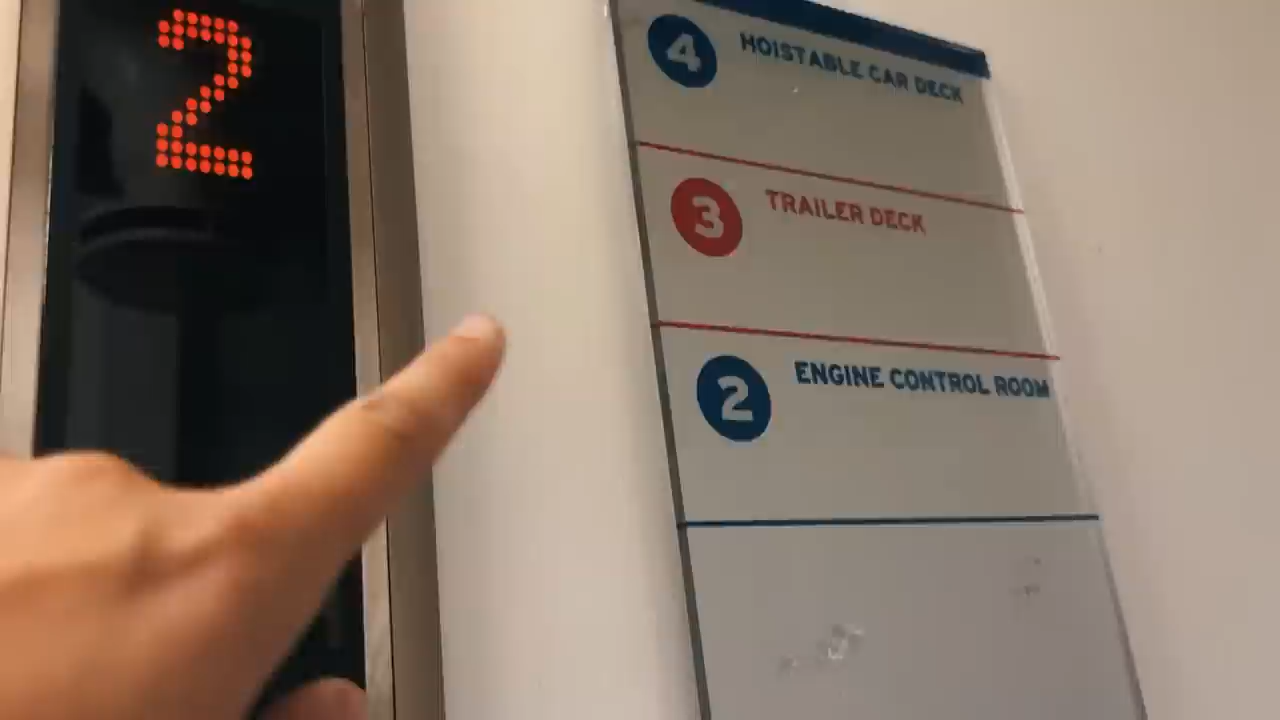 2
4 HOISTABLE CAR DECK
3 TRAILER DECK
2 ENGINE CONTROL ROOM